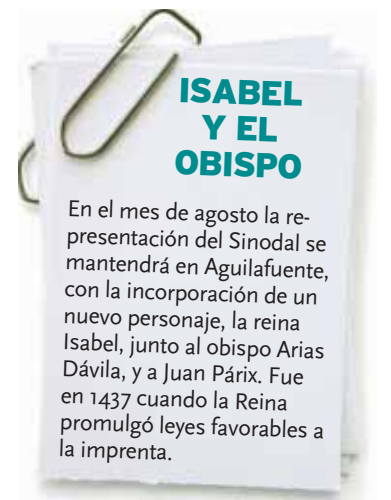 ISABEL
Y EL
OBISPO
En el mes de agosto la re-
presentación del Sinodal se
mantendrá en Aguilafuente,
con la incorporación de un
nuevo personaje, la reina
Isabel, junto al obispo Arias
Dávila, y a Juan Párix. Fue
en 1437 cuando la Reina
promulgó leyes favorables a
la imprenta.